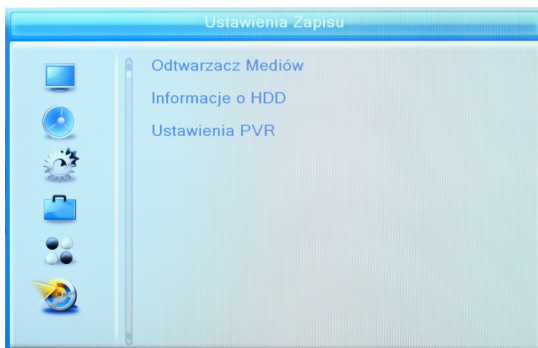 Ustawienia Zapisu
Odtwarzacz Mediów
Informacje o HDD
Ustawienia PVR